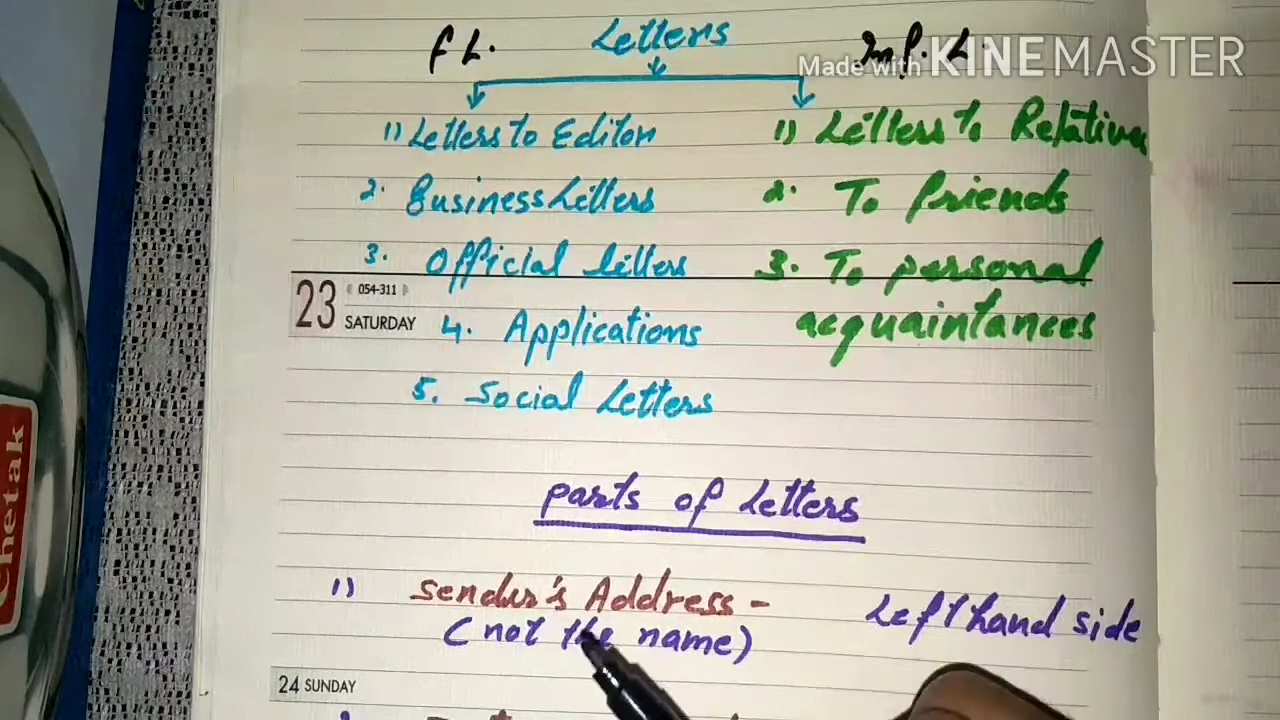 F L. Letters Inf. L.
Made with KINEMASTER
1) Letters to Editor 1) Letters to Relatives
2. Business Letters 2. To friends
3. Official letters 3. To personal
23 054-311
SATURDAY 4. Applications acquaintances
5. Social Letters
Parts of Letters
1) Sender's Address - Left hand side
(not the name)
24 SUNDAY
Chetak